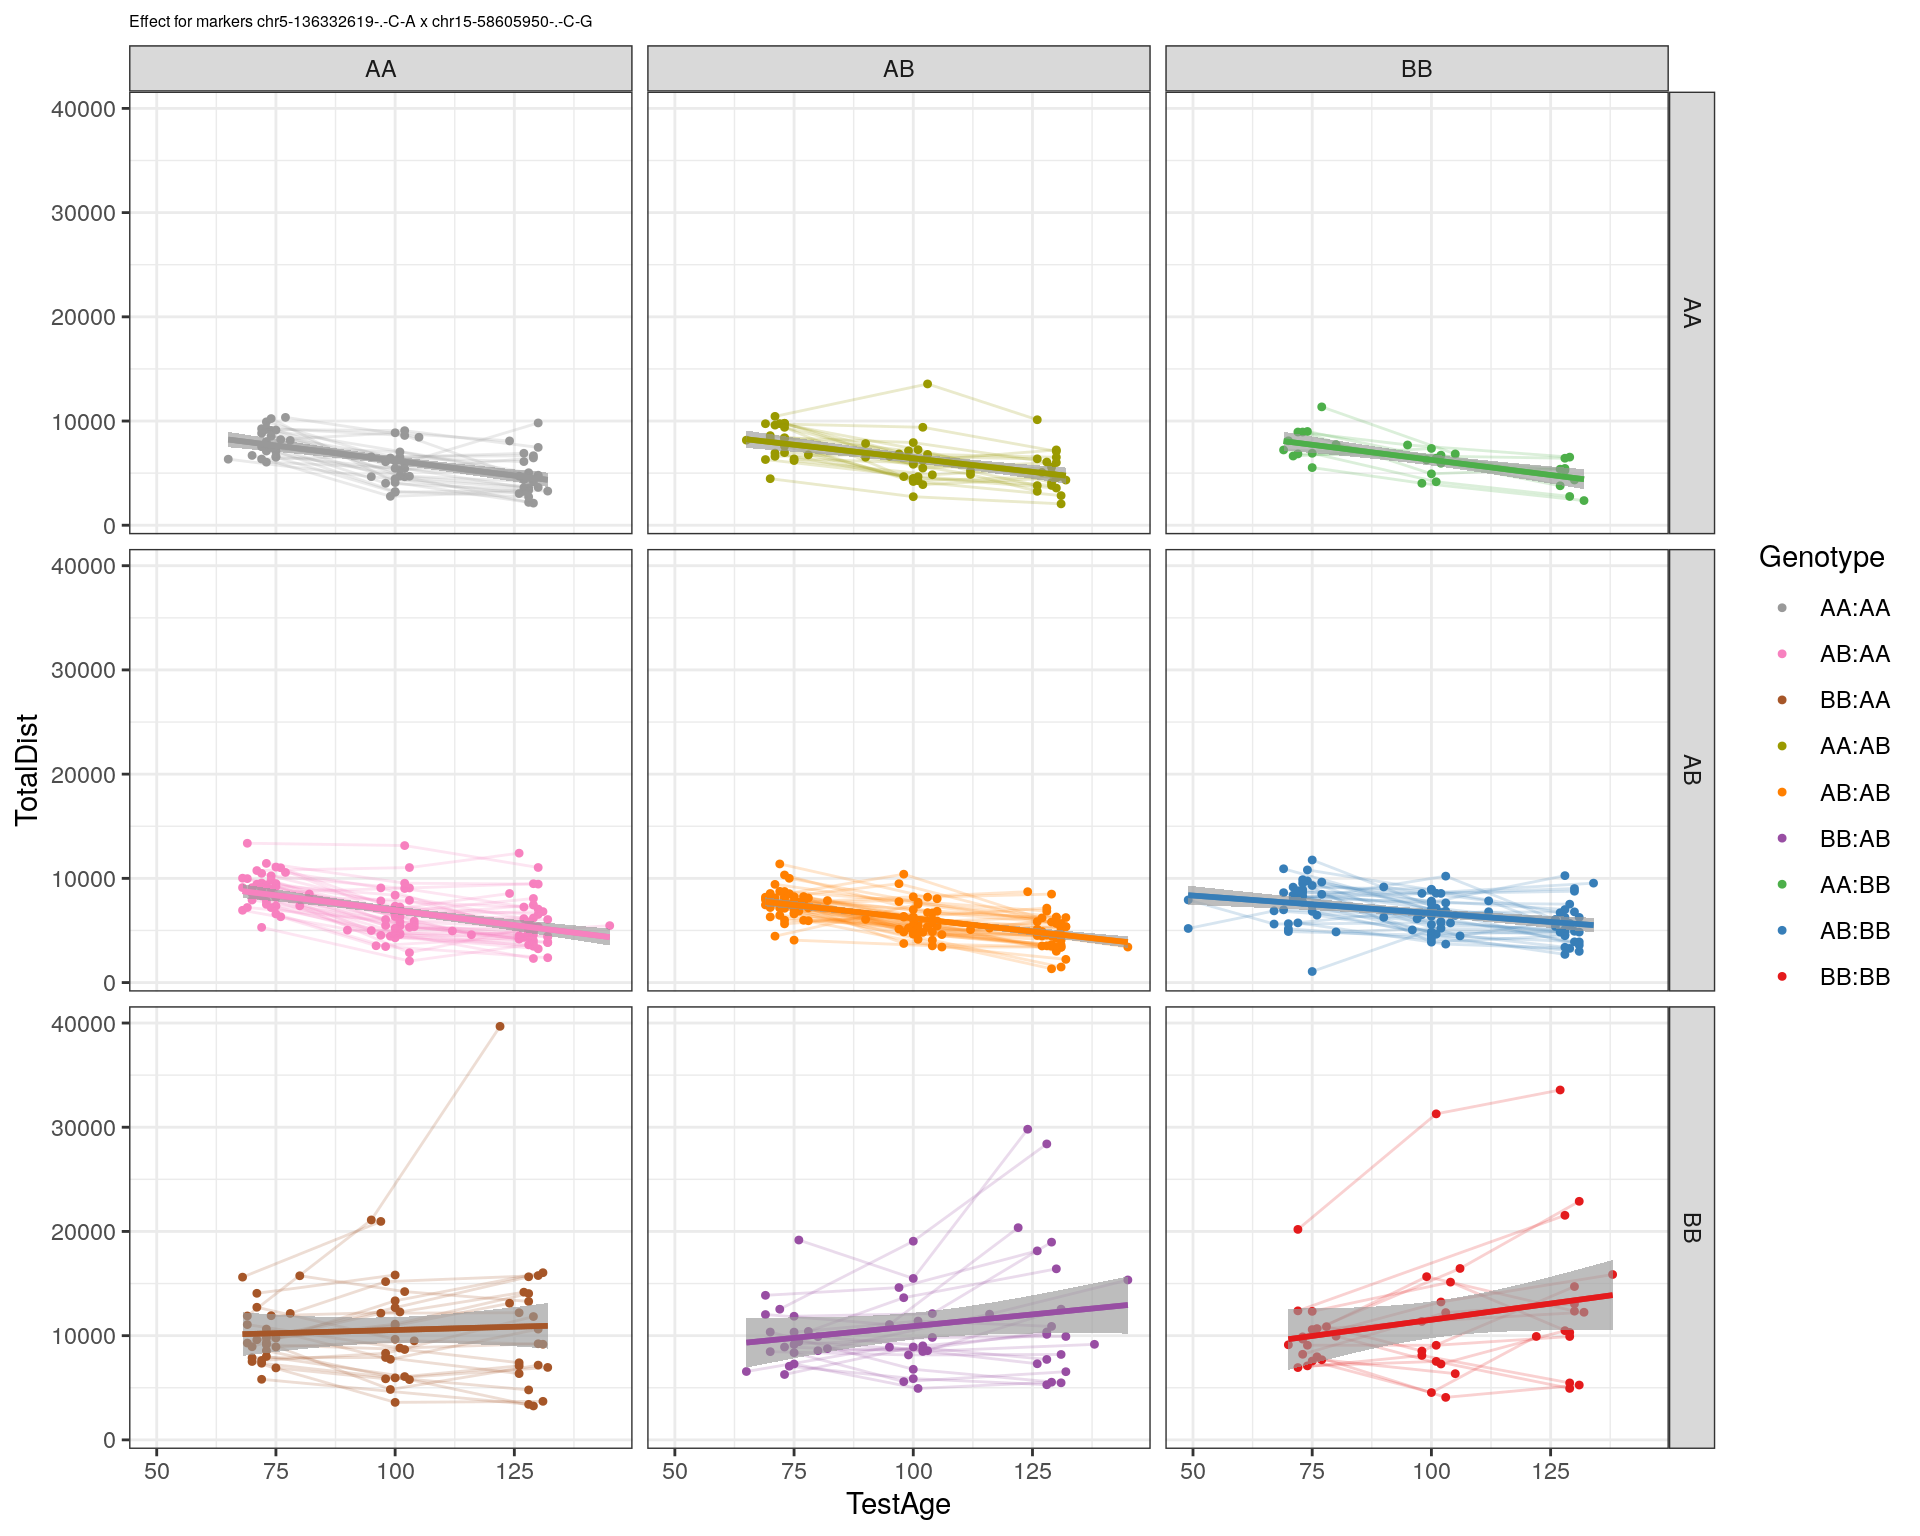 Effect for markers chr5-136332619-.-C-A x chr15-58605950-.-C-G
AA
AB
BB
40000
30000
20000
10000
0
AA
40000
30000
20000
10000
0
AB
40000
30000
20000
10000
0
BB
50
75
100
125
50
75
100
125
50
75
100
125
TestAge
TotalDist
Genotype
AA:AA
AB:AA
BB:AA
AA:AB
AB:AB
BB:AB
AA:BB
AB:BB
BB:BB